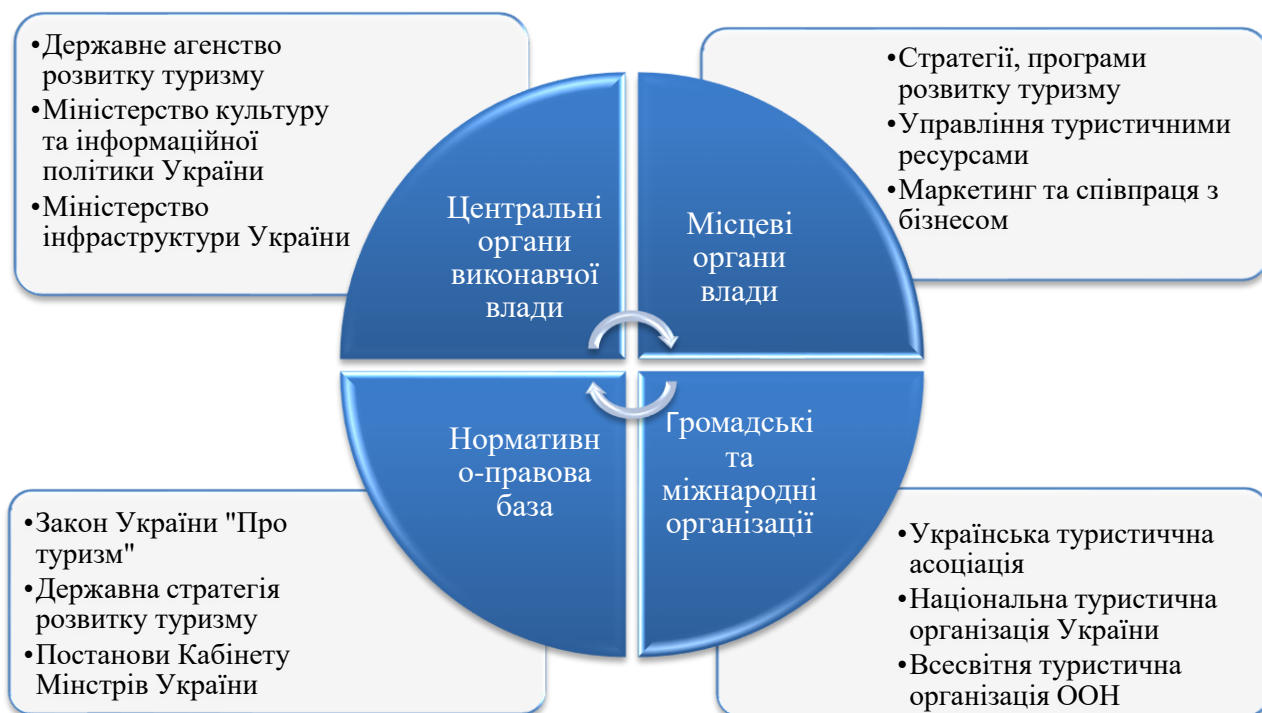 •Державне агенство
розвитку туризму
•Міністерство культуру
та інформаційної
політики України
•Міністерство
інфраструктури України
•Стратегії, програми
розвитку туризму
•Управління туристичними
ресурсами
•Маркетинг та співпраця з
бізнесом
Центральні
органи
виконавчої
влади
Місцеві
органи
влади
Нормативн
о-правова
база
Громадські
та
міжнародні
організації
•Закон України "Про
туризм"
•Державна стратегія
розвитку туризму
•Постанови Кабінету
Мінстрів України
•Українська туристиччна
асоціація
•Національна туристична
організація України
•Всесвітня туристична
організація ООН